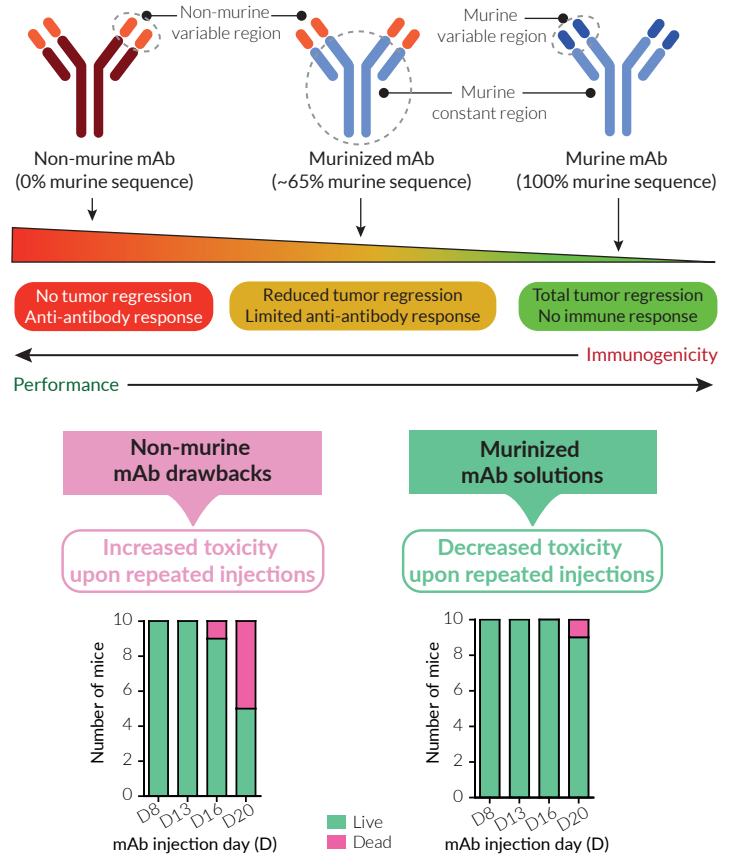 Non-murine
variable region
Murine
variable region
Murine
constant region
Non-murine mAb
(0% murine sequence)
Murinized mAb
(~65% murine sequence)
Murine mAb
(100% murine sequence)
No tumor regression
Anti-antibody response
Reduced tumor regression
Limited anti-antibody response
Total tumor regression
No immune response
Immunogenicity
Performance
Non-murine
mAb drawbacks
Increased toxicity
upon repeated injections
Number of mice
10
8
6
4
2
0
D8 D13 D16 D20
mAb injection day (D)
Murinized
mAb solutions
Decreased toxicity
upon repeated injections
Number of mice
10
8
6
4
2
0
D8 D13 D16 D20
mAb injection day (D)
Live
Dead